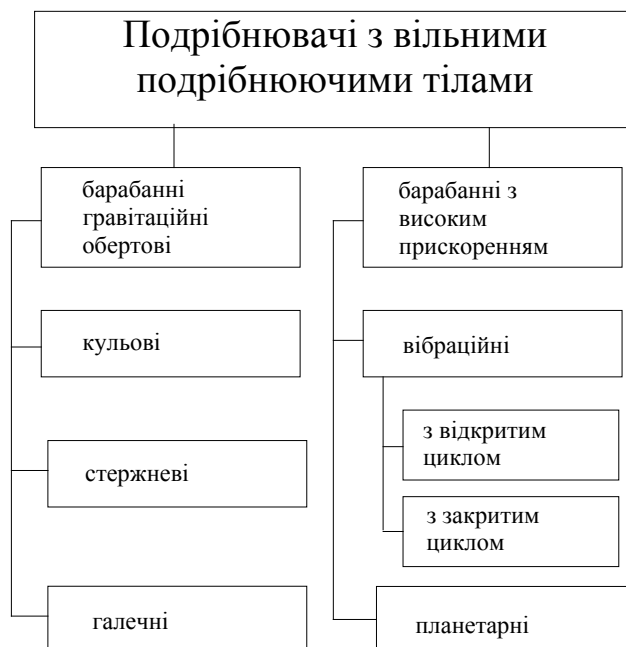 Подрібнювачі з вільними
подрібнюючими тілами
барабанні
гравітаційні
обертові
кульові
стержневі
галечні
барабанні з
високим
прискоренням
вібраційні
з відкритим
циклом
з закритим
циклом
планетарні